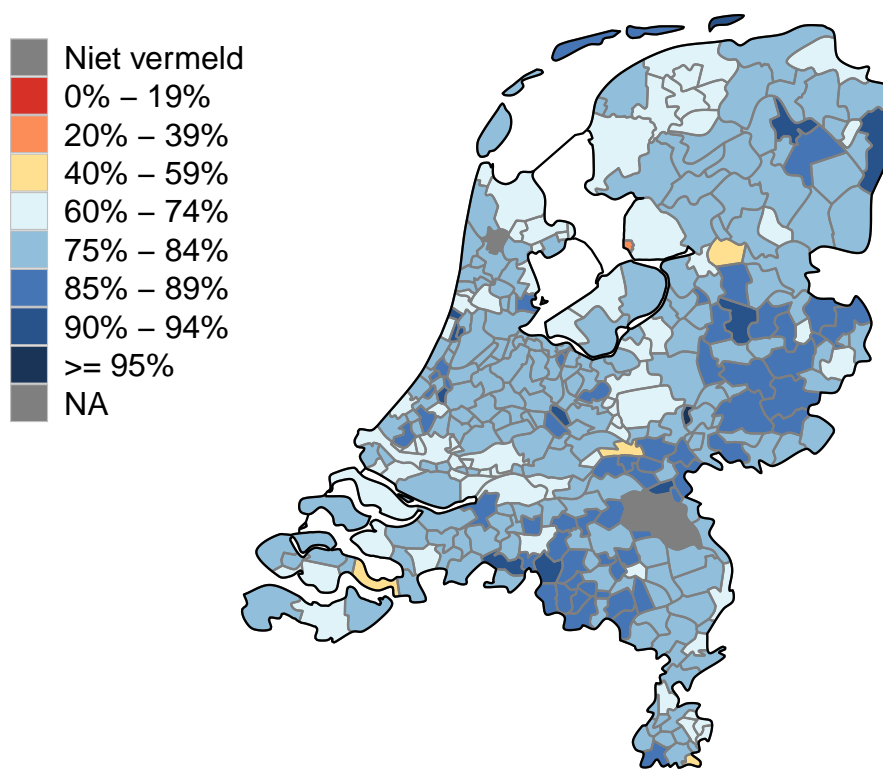 Niet vermeld
0% – 19%
20% – 39%
40% – 59%
60% – 74%
75% – 84%
85% – 89%
90% – 94%
>= 95%
NA